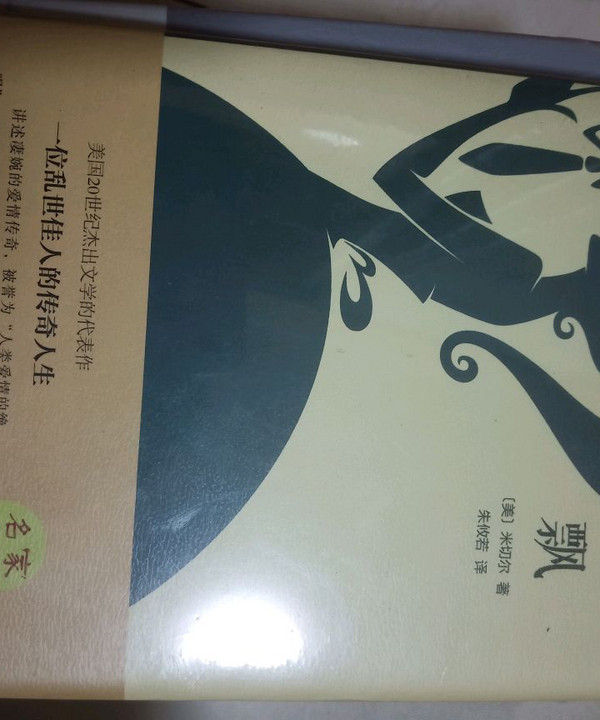 飘
〔美〕米切尔 著
朱攸若 译
美国20世纪杰出文学的代表作
一位乱世佳人的传奇人生
讲述凄婉的爱情传奇，被誉为“人类爱情的绝
名家